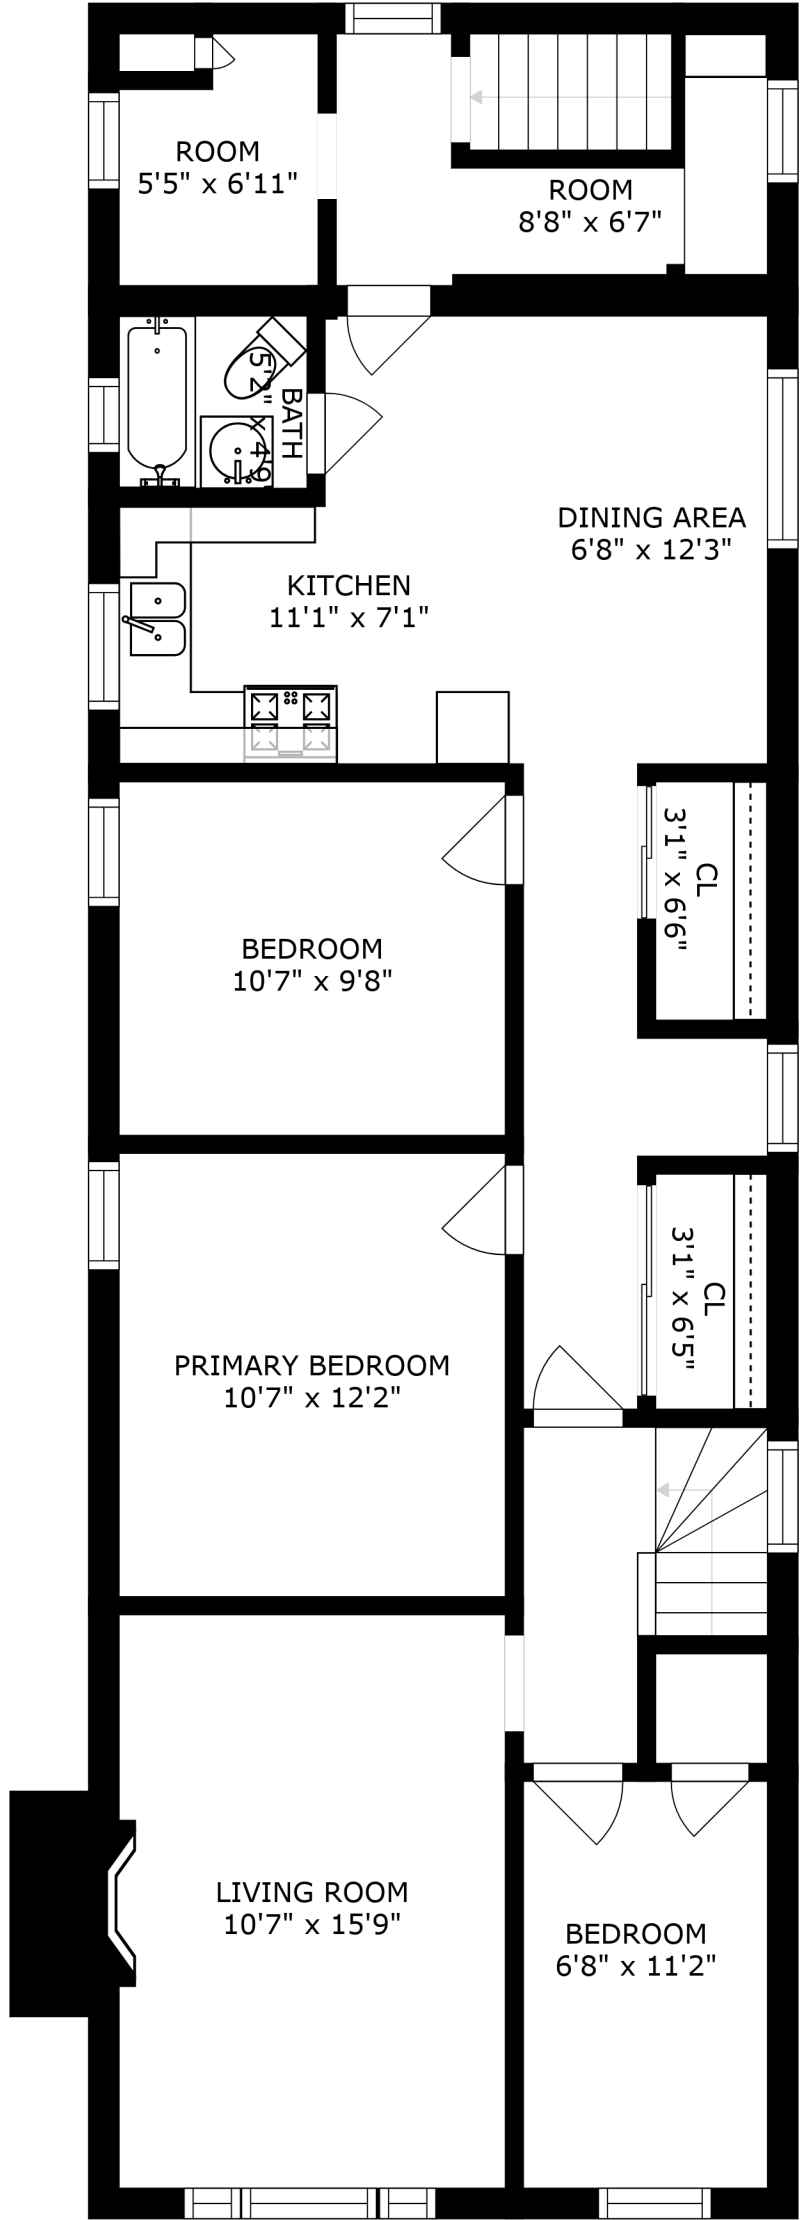 ROOM
5'5" x 6'11"
ROOM
8'8" x 6'7"
BATH
5'2" x 4'9"
DINING AREA
6'8" x 12'3"
KITCHEN
11'1" x 7'1"
CL
3'1" x 6'6"
BEDROOM
10'7" x 9'8"
CL
3'1" x 6'5"
PRIMARY BEDROOM
10'7" x 12'2"
LIVING ROOM
10'7" x 15'9"
BEDROOM
6'8" x 11'2"